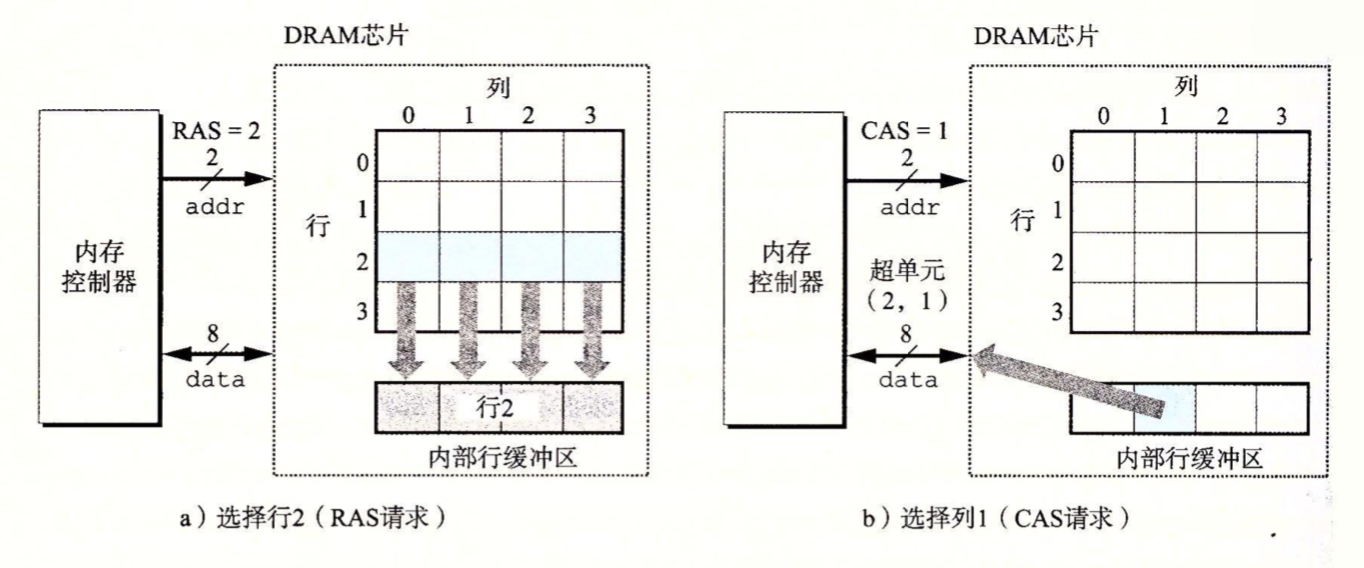 DRAM芯片
列
0 1 2 3
RAS = 2
2
addr
内存
控制器
8
data
行
0
1
2
3
行2
内部行缓冲区
a）选择行2（RAS请求）
DRAM芯片
列
0 1 2 3
CAS = 1
2
addr
内存
控制器
超单元
（2，1）
8
data
行
0
1
2
3
内部行缓冲区
b）选择列1（CAS请求）